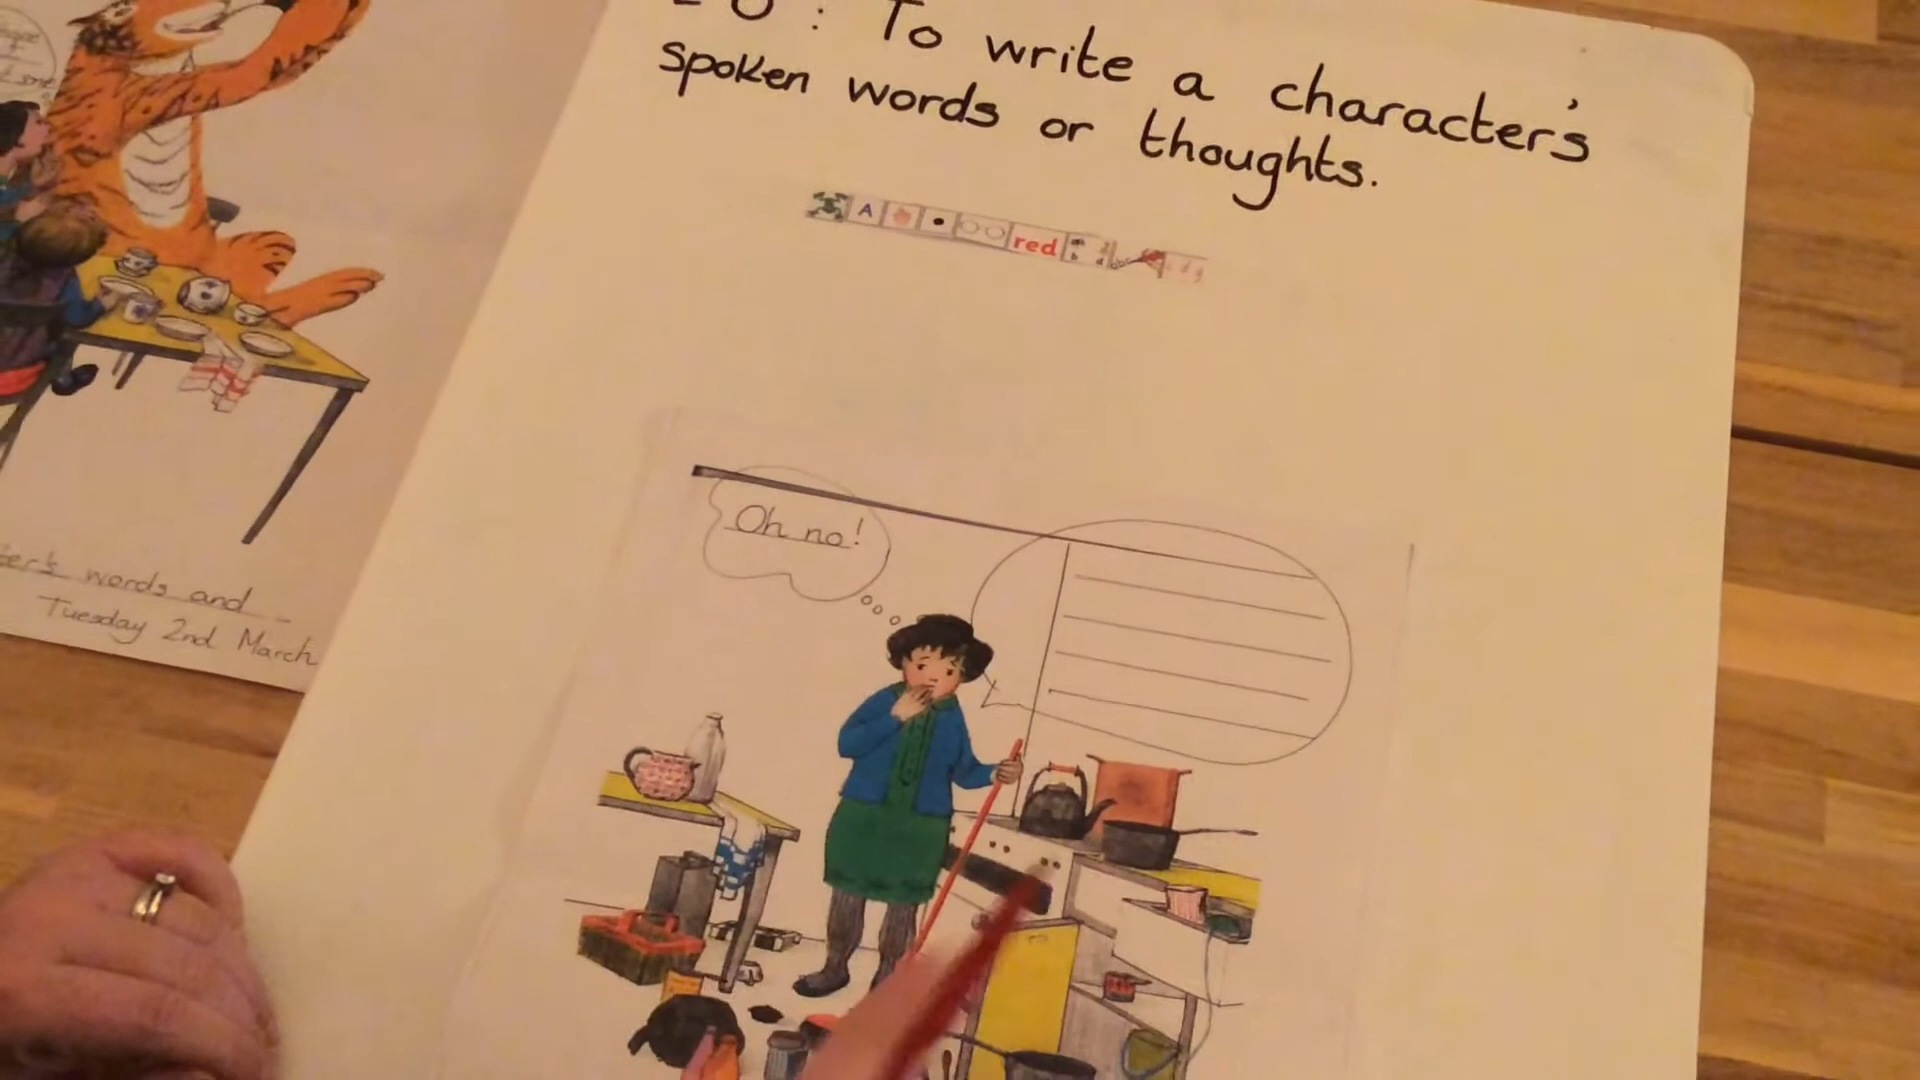 : To write a character's
spoken words or thoughts.
A
red
Oh no!
words and
Tuesday 2nd March